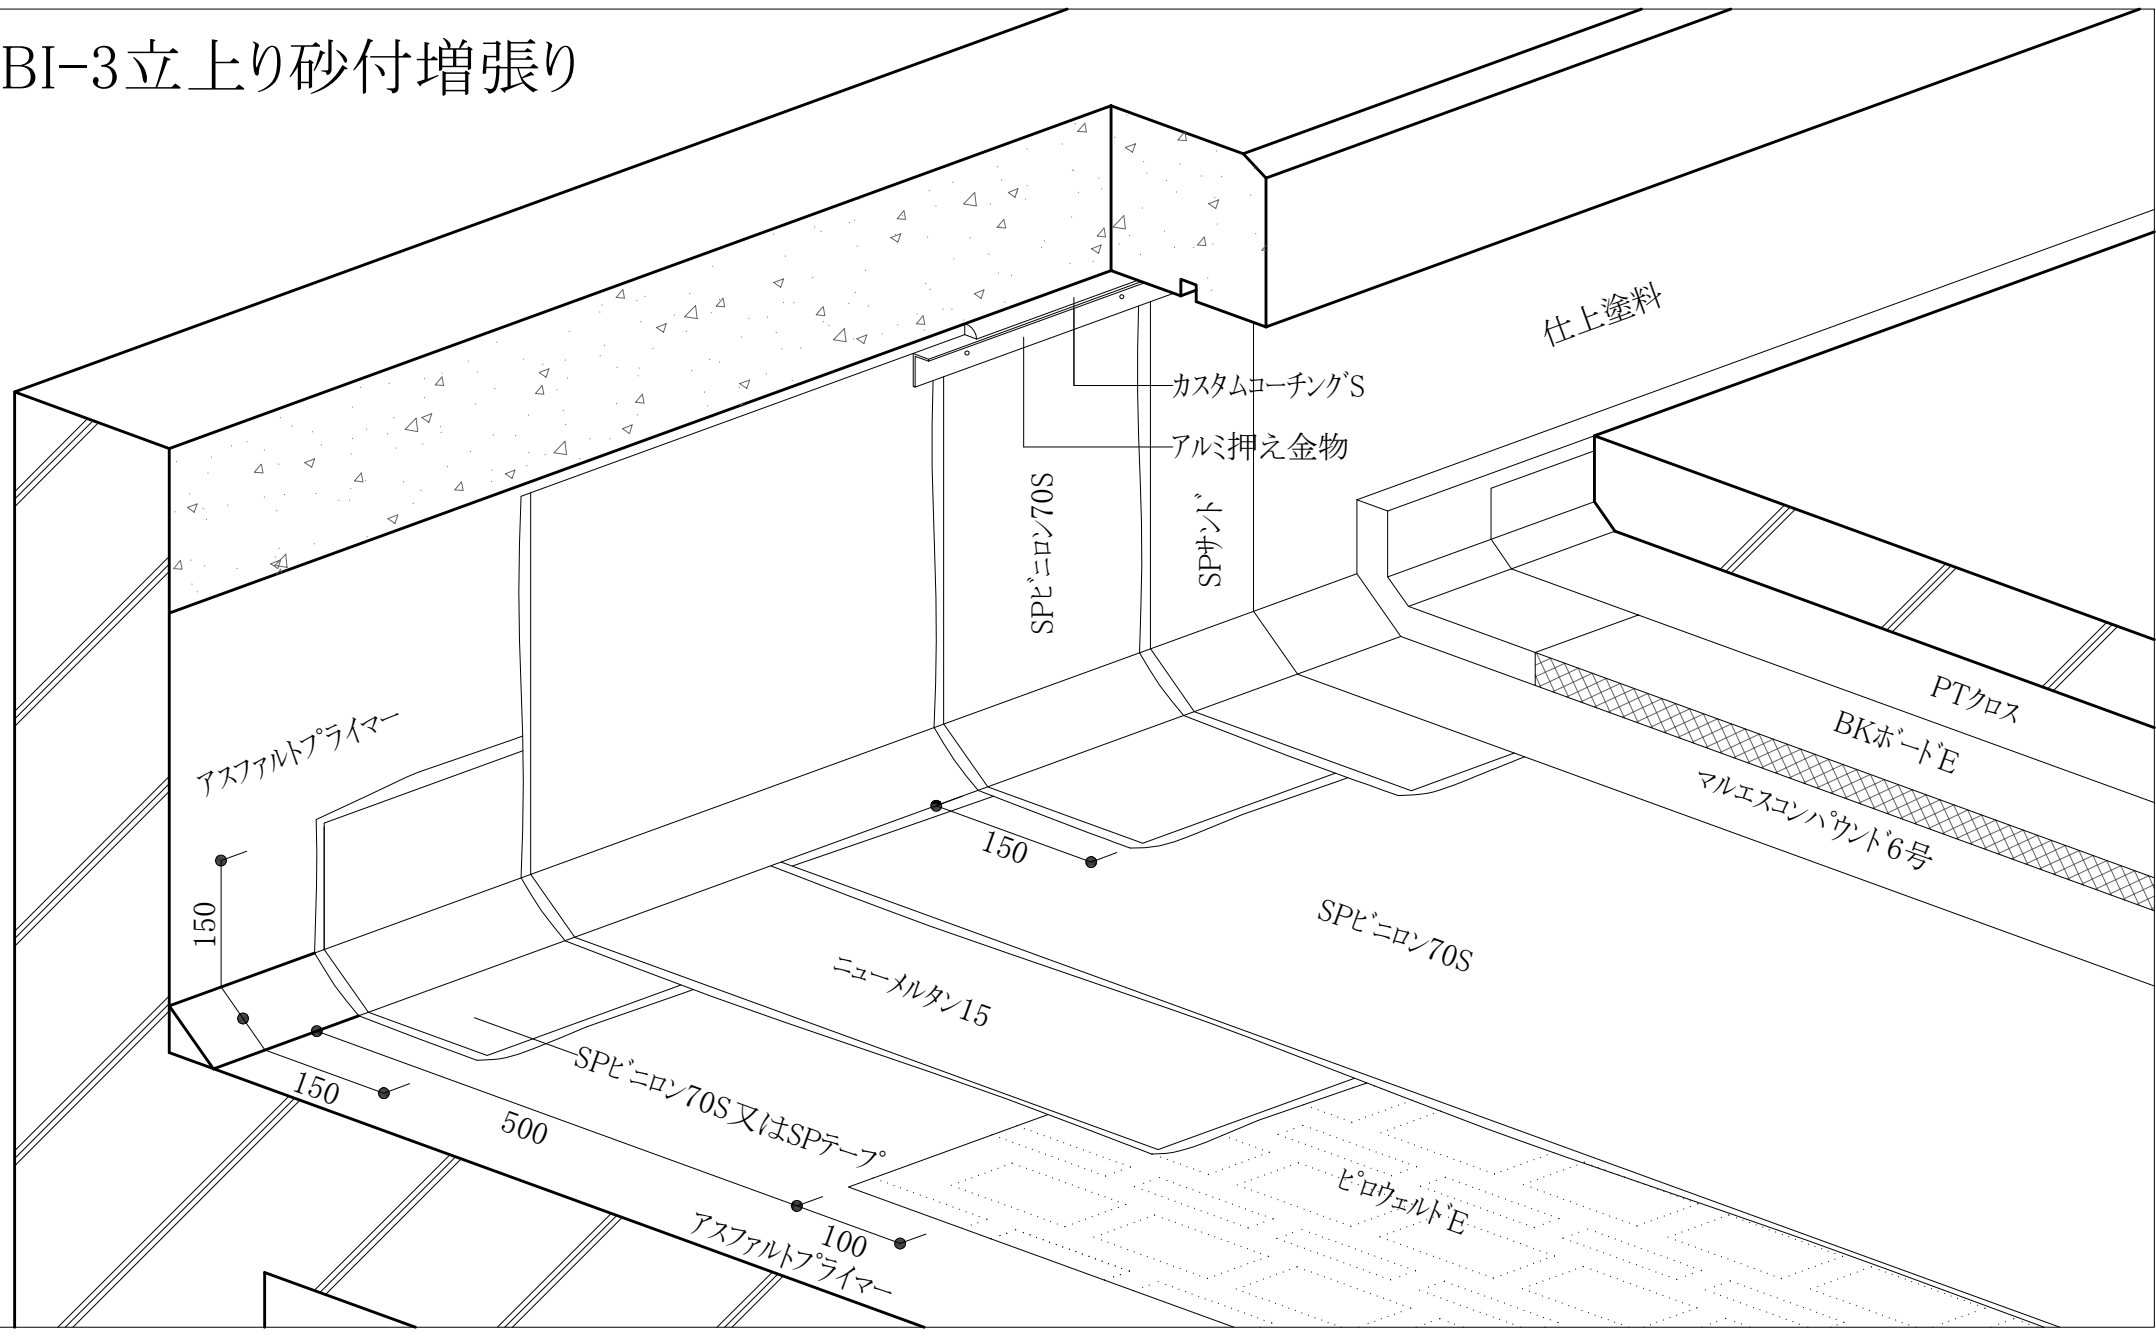 BI-3立上り砂付増張り
仕上塗料
カスタムコーチングS
アルミ押え金物
SPビニロン70S
SPサンド
PTクロス
BKボードE
マルエスコンパウンド6号
アスファルトプライマー
150
150
SPビニロン70S
ニューメルタン15
150
SPビニロン70S又はSPテープ
500
100
ピロウェルドE
アスファルトプライマー